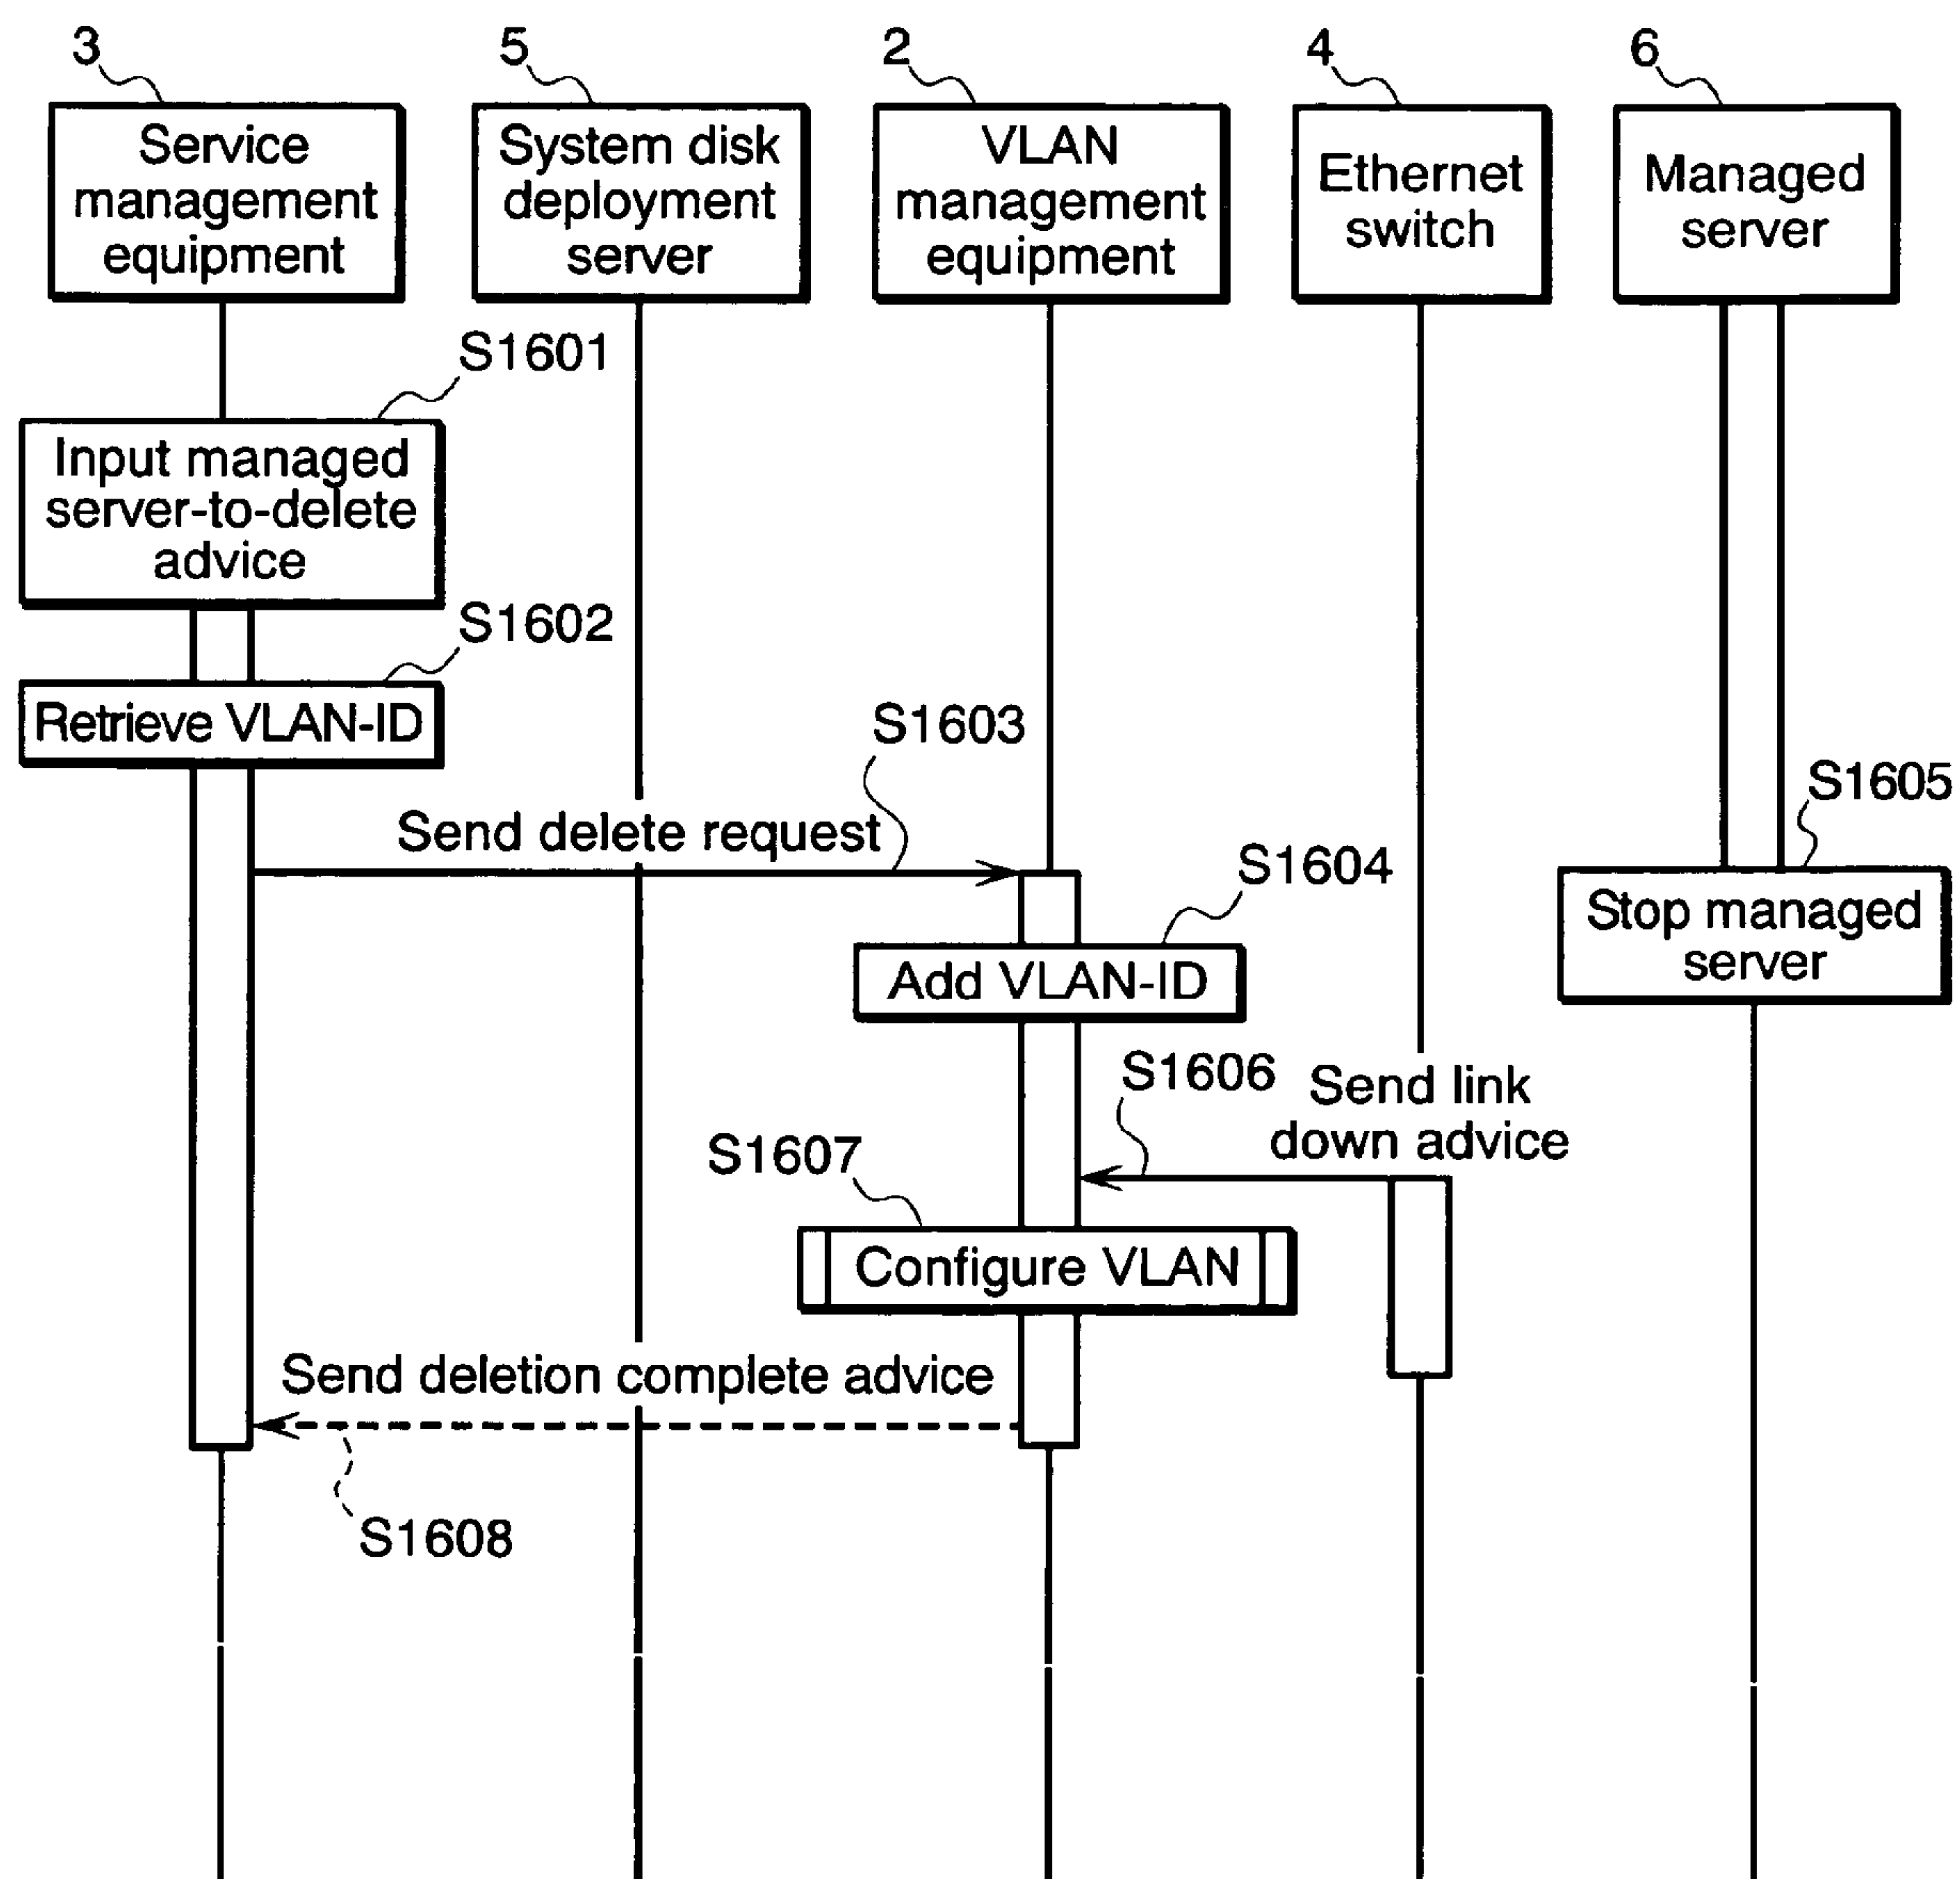 3
5
2
4
6
Service
management
equipment
System disk
deployment
server
VLAN
management
equipment
Ethernet
switch
Managed
server
S1601
Input managed
server-to-delete
advice
S1602
Retrieve VLAN-ID
S1603
Send delete request
S1604
Add VLAN-ID
S1605
Stop managed
server
S1606
Send link
down advice
S1607
Configure VLAN
Send deletion complete advice
S1608